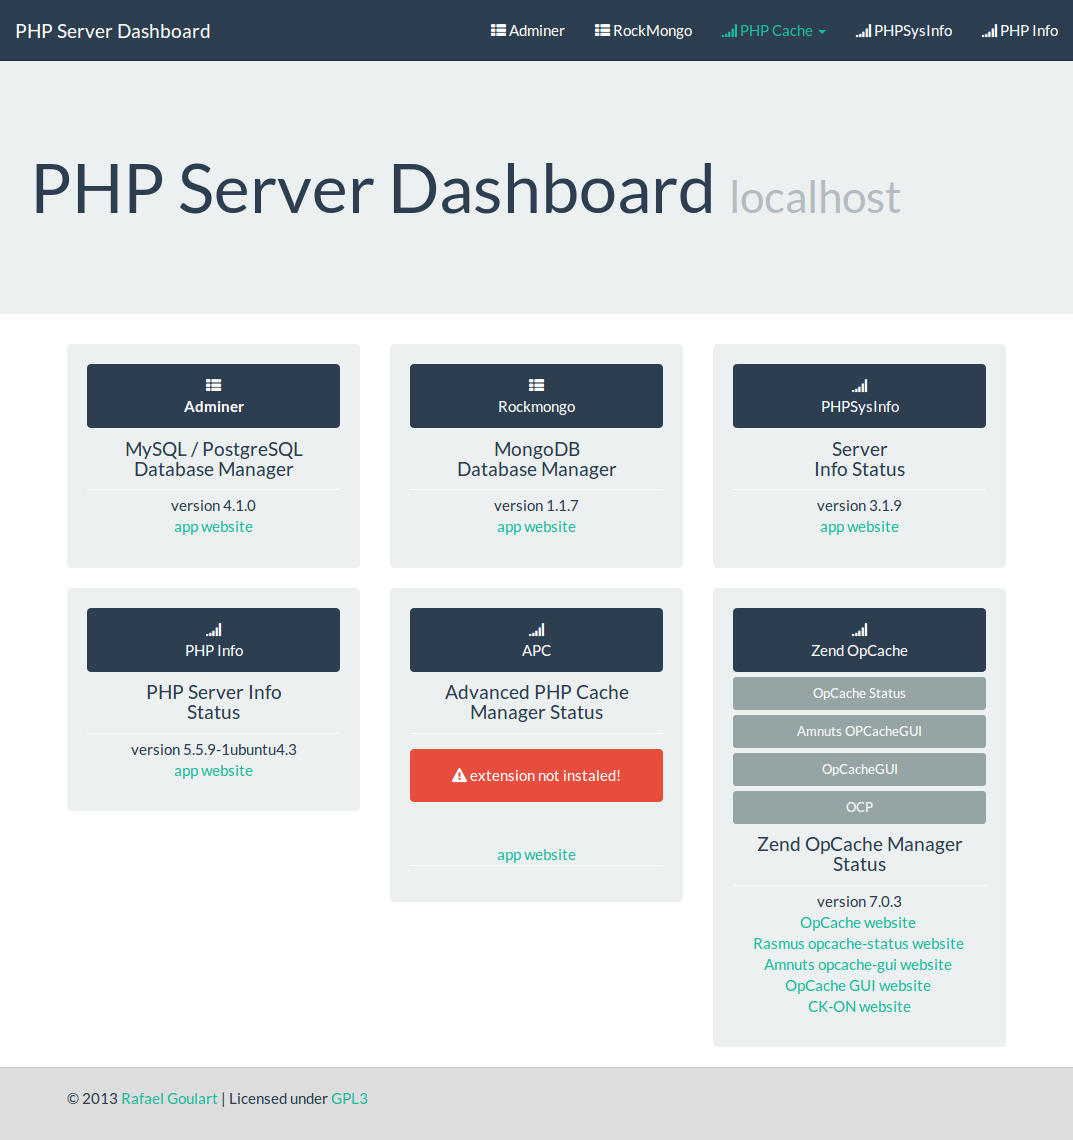 PHP Server Dashboard
Adminer
RockMongo
PHP Cache
PHPSysInfo
PHP Info
PHP Server Dashboard localhost
Adminer
MySQL / PostgreSQL
Database Manager
version 4.1.0
app website
Rockmongo
MongoDB
Database Manager
version 1.1.7
app website
PHPSysInfo
Server
Info Status
version 3.1.9
app website
PHP Info
PHP Server Info
Status
version 5.5.9-1ubuntu4.3
app website
APC
Advanced PHP Cache
Manager Status
extension not instaled!
app website
Zend OpCache
OpCache Status
Amnuts OPCacheGUI
OpCacheGUI
OCP
Zend OpCache Manager
Status
version 7.0.3
OpCache website
Rasmus opcache-status website
Amnuts opcache-gui website
OpCache GUI website
CK-ON website
© 2013 Rafael Goulart | Licensed under GPL3